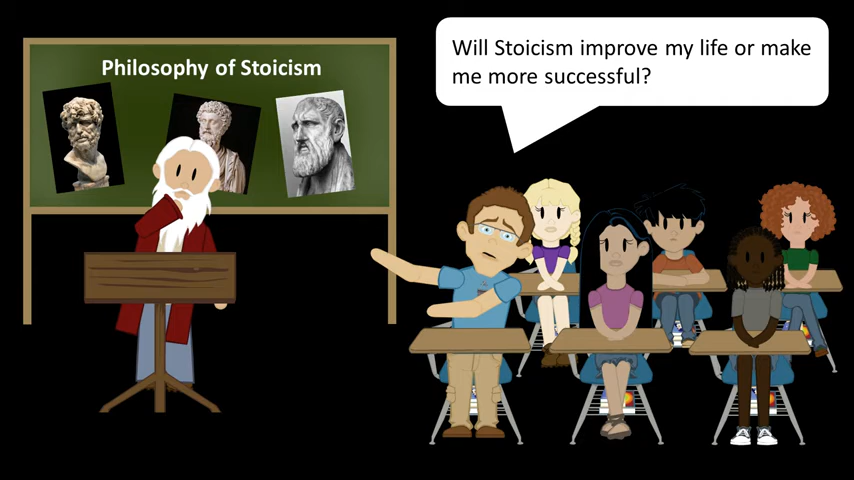 Philosophy of Stoicism
Will Stoicism improve my life or make
me more successful?